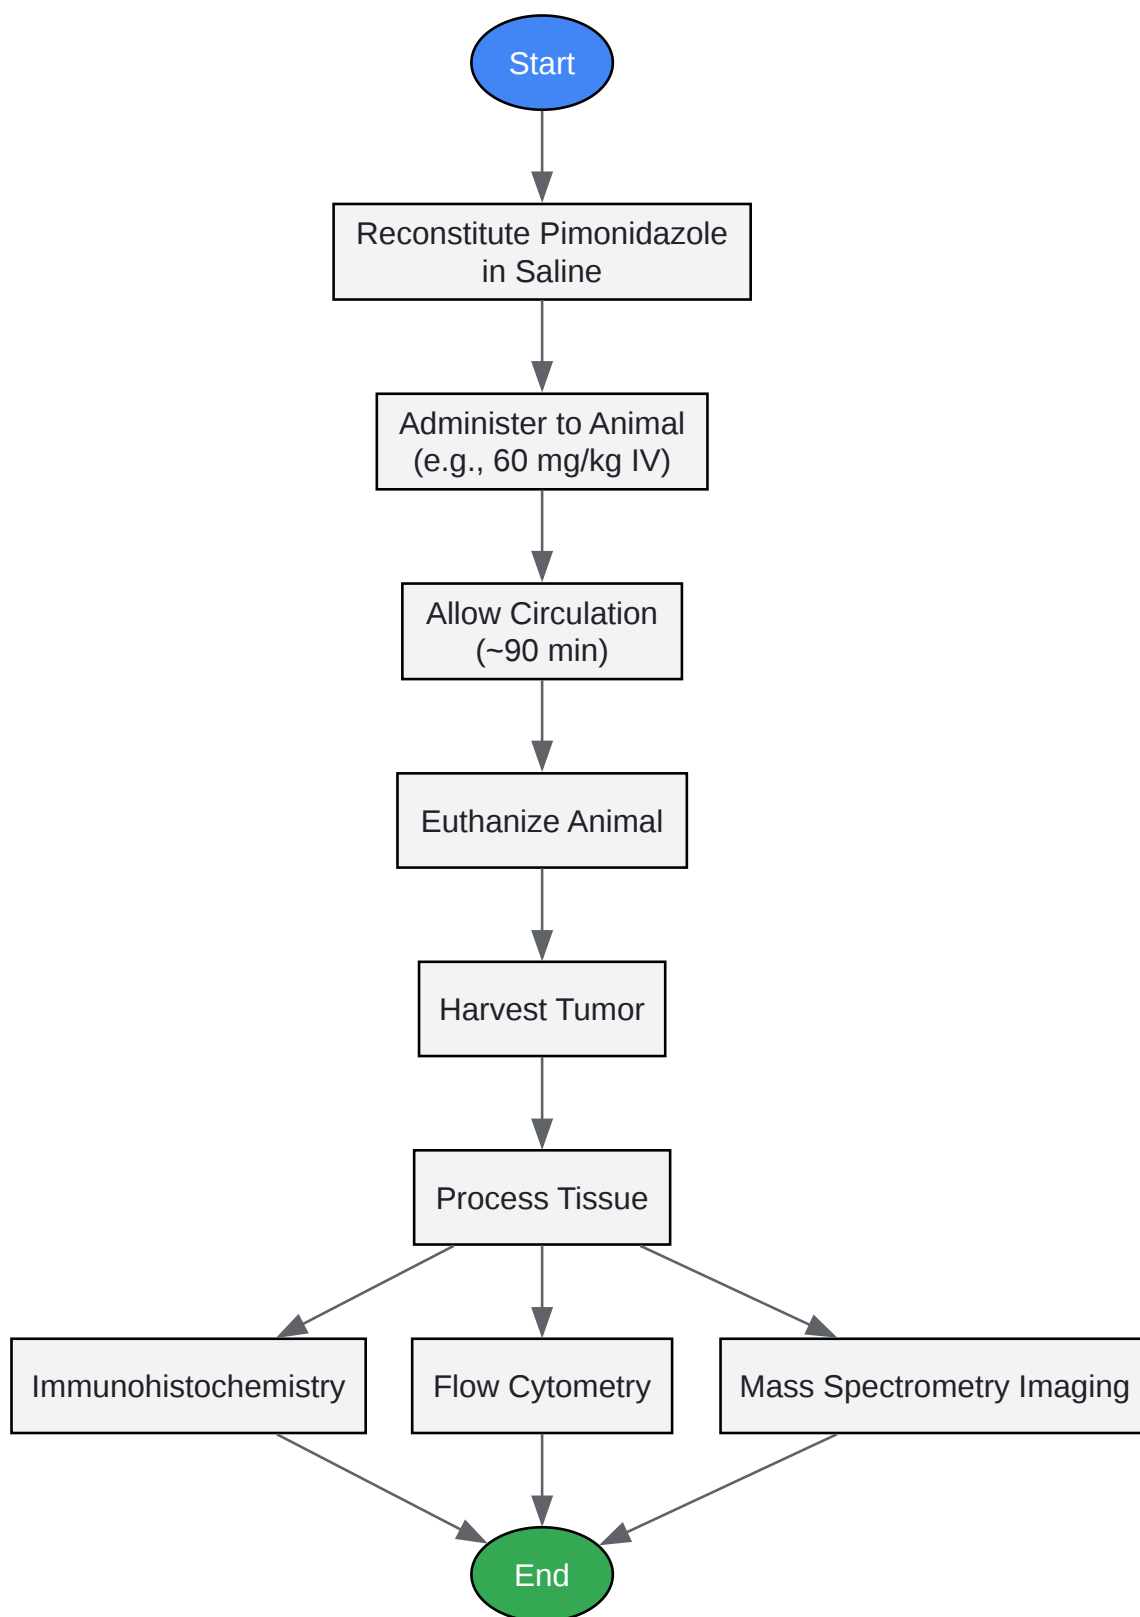 Start
Reconstitute Pimonidazole
in Saline
Administer to Animal
(e.g., 60 mg/kg IV)
Allow Circulation
(~90 min)
Euthanize Animal
Harvest Tumor
Process Tissue
Immunohistochemistry
Flow Cytometry
Mass Spectrometry Imaging
End